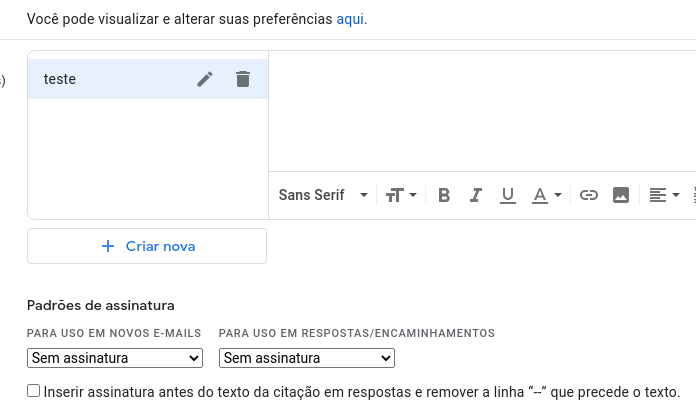 Você pode visualizar e alterar suas preferências aqui.
teste
Sans Serif
B I U A
Criar nova
Padrões de assinatura
PARA USO EM NOVOS E-MAILS PARA USO EM RESPOSTAS/ENCAMINHAMENTOS
Sem assinatura Sem assinatura
Inserir assinatura antes do texto da citação em respostas e remover a linha “--” que precede o texto.